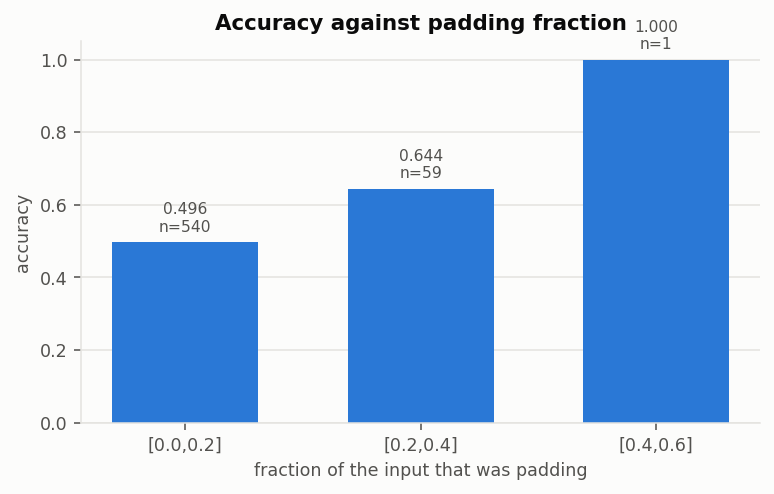 Accuracy against padding fraction
1.000
n=1
1.0
0.644
n=59
0.8
0.496
n=540
0.6
accuracy
0.4
0.2
0.0
[0.0,0.2]
[0.2,0.4]
[0.4,0.6]
fraction of the input that was padding